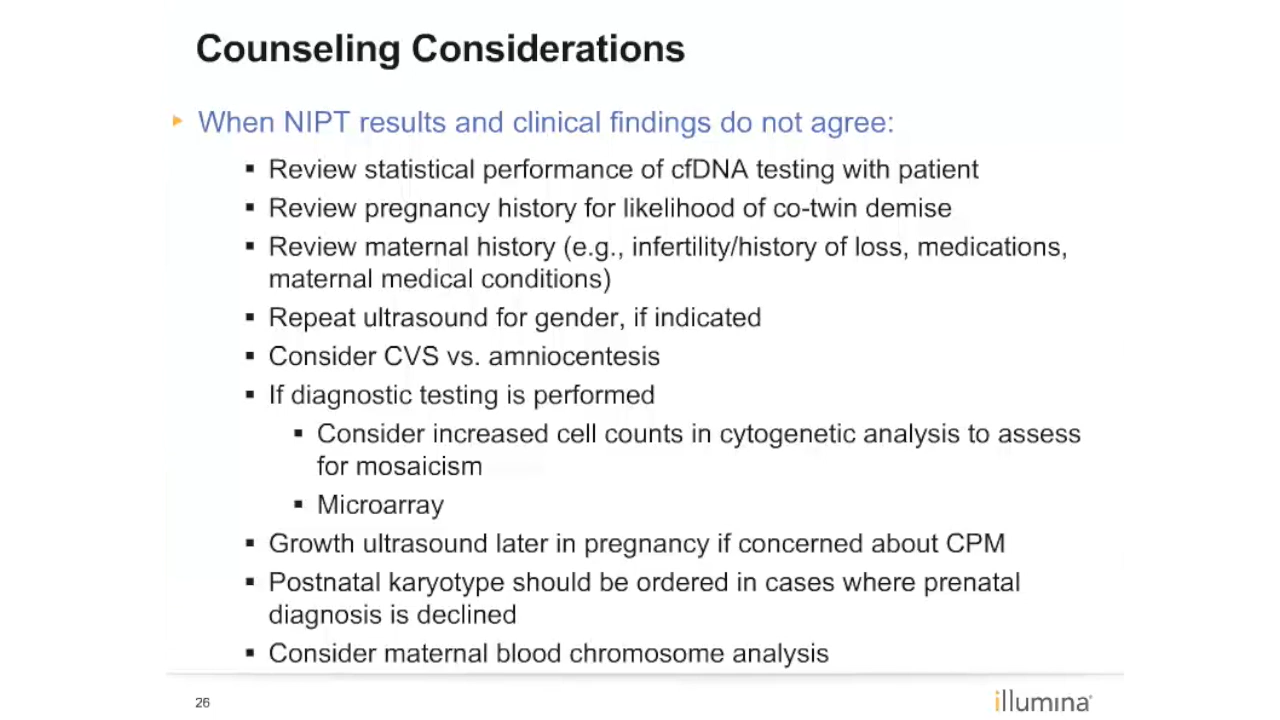 Counseling Considerations
When NIPT results and clinical findings do not agree:
▪ Review statistical performance of cfDNA testing with patient
▪ Review pregnancy history for likelihood of co-twin demise
▪ Review maternal history (e.g., infertility/history of loss, medications,
maternal medical conditions)
▪ Repeat ultrasound for gender, if indicated
▪ Consider CVS vs. amniocentesis
▪ If diagnostic testing is performed
▪ Consider increased cell counts in cytogenetic analysis to assess
for mosaicism
▪ Microarray
▪ Growth ultrasound later in pregnancy if concerned about CPM
▪ Postnatal karyotype should be ordered in cases where prenatal
diagnosis is declined
▪ Consider maternal blood chromosome analysis
26
illumina